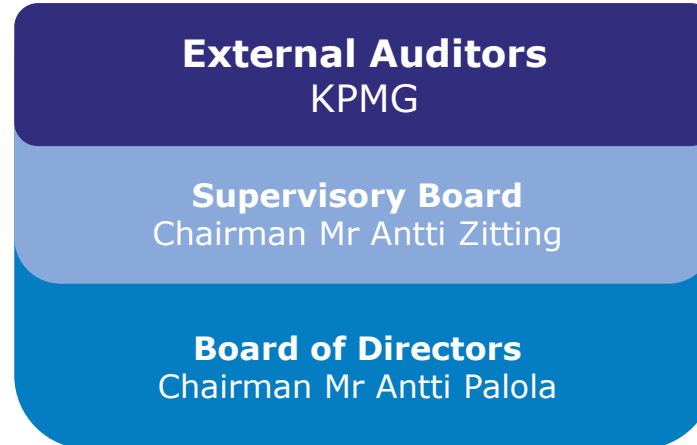 External Auditors
KPMG
Supervisory Board
Chairman Mr Antti Zitting
Board of Directors
Chairman Mr Antti Palola